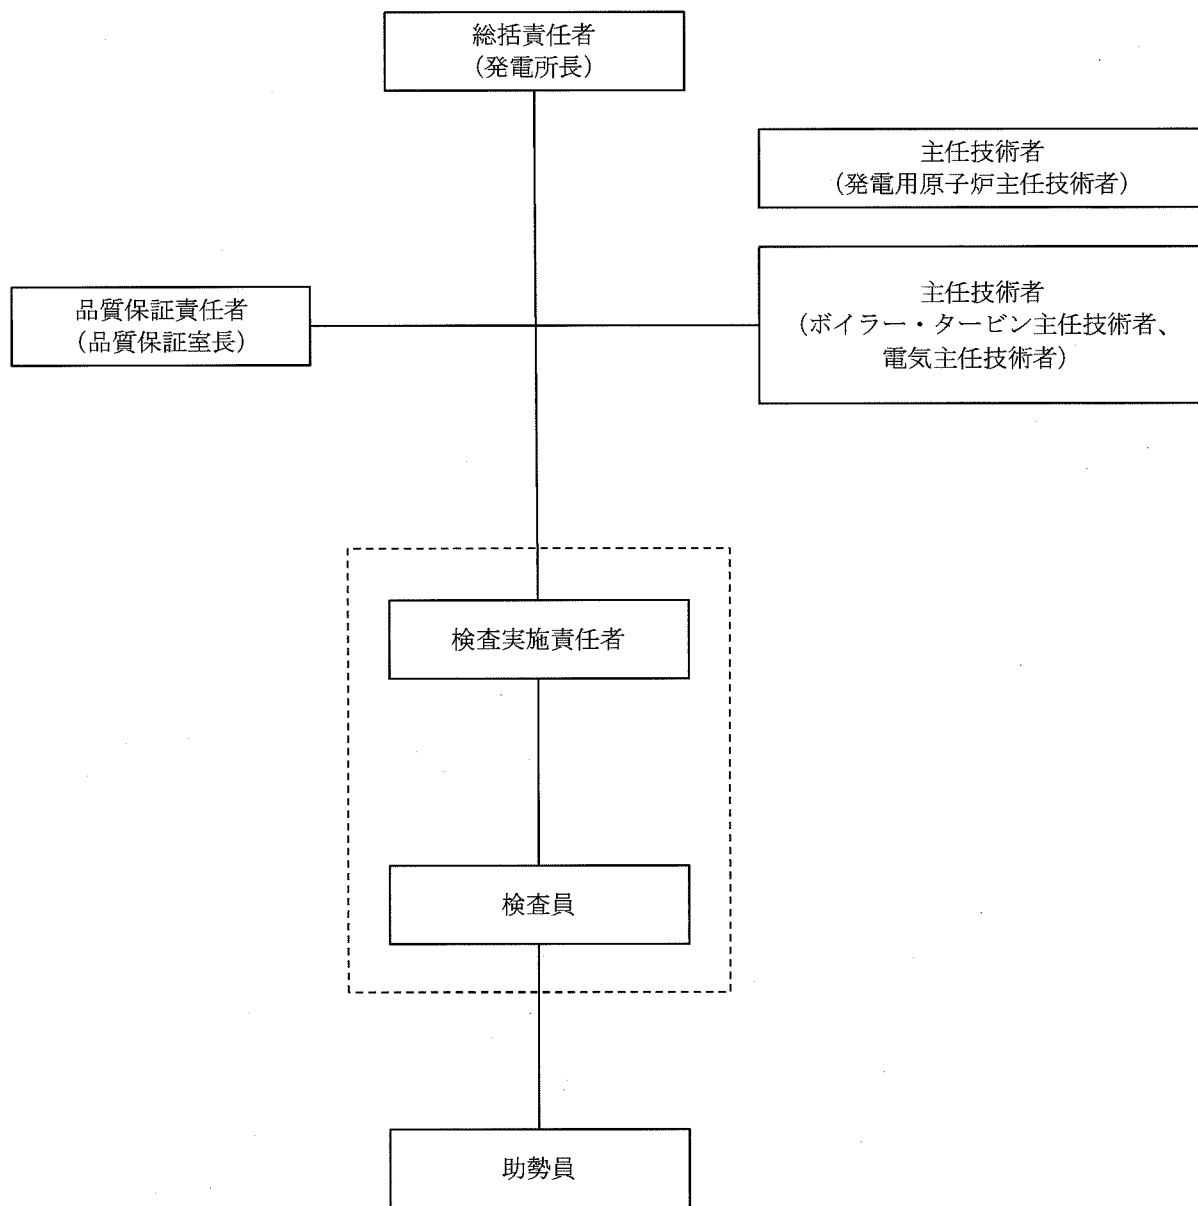 総括責任者
（発電所長）
主任技術者
（発電用原子炉主任技術者）
品質保証責任者
（品質保証室長）
主任技術者
（ボイラー・タービン主任技術者、
電気主任技術者）
検査実施責任者
検査員
助勢員